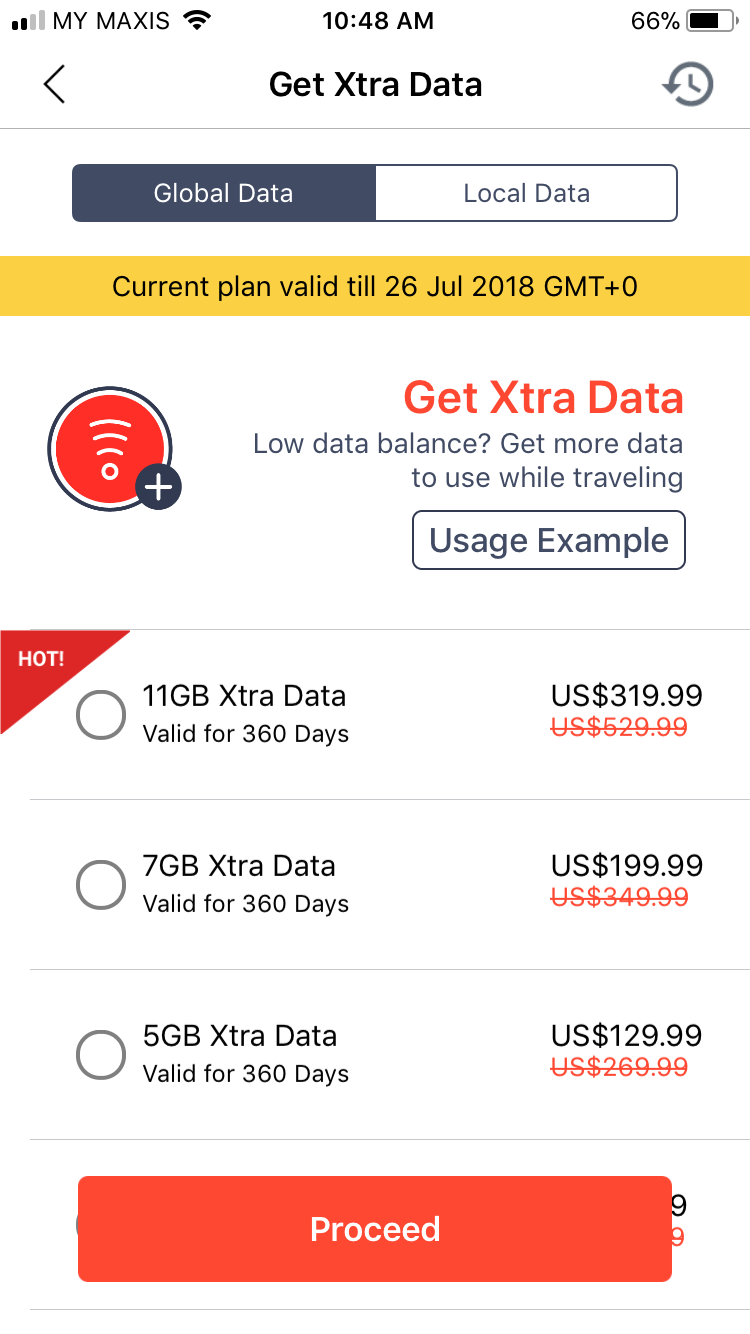 MY MAXIS 10:48 AM 66%
Get Xtra Data
Global Data Local Data
Current plan valid till 26 Jul 2018 GMT+0
Get Xtra Data
Low data balance? Get more data
to use while traveling
Usage Example
HOT!
11GB Xtra Data US$319.99
Valid for 360 Days US$529.99
7GB Xtra Data US$199.99
Valid for 360 Days US$349.99
5GB Xtra Data US$129.99
Valid for 360 Days US$269.99
9
Proceed
9